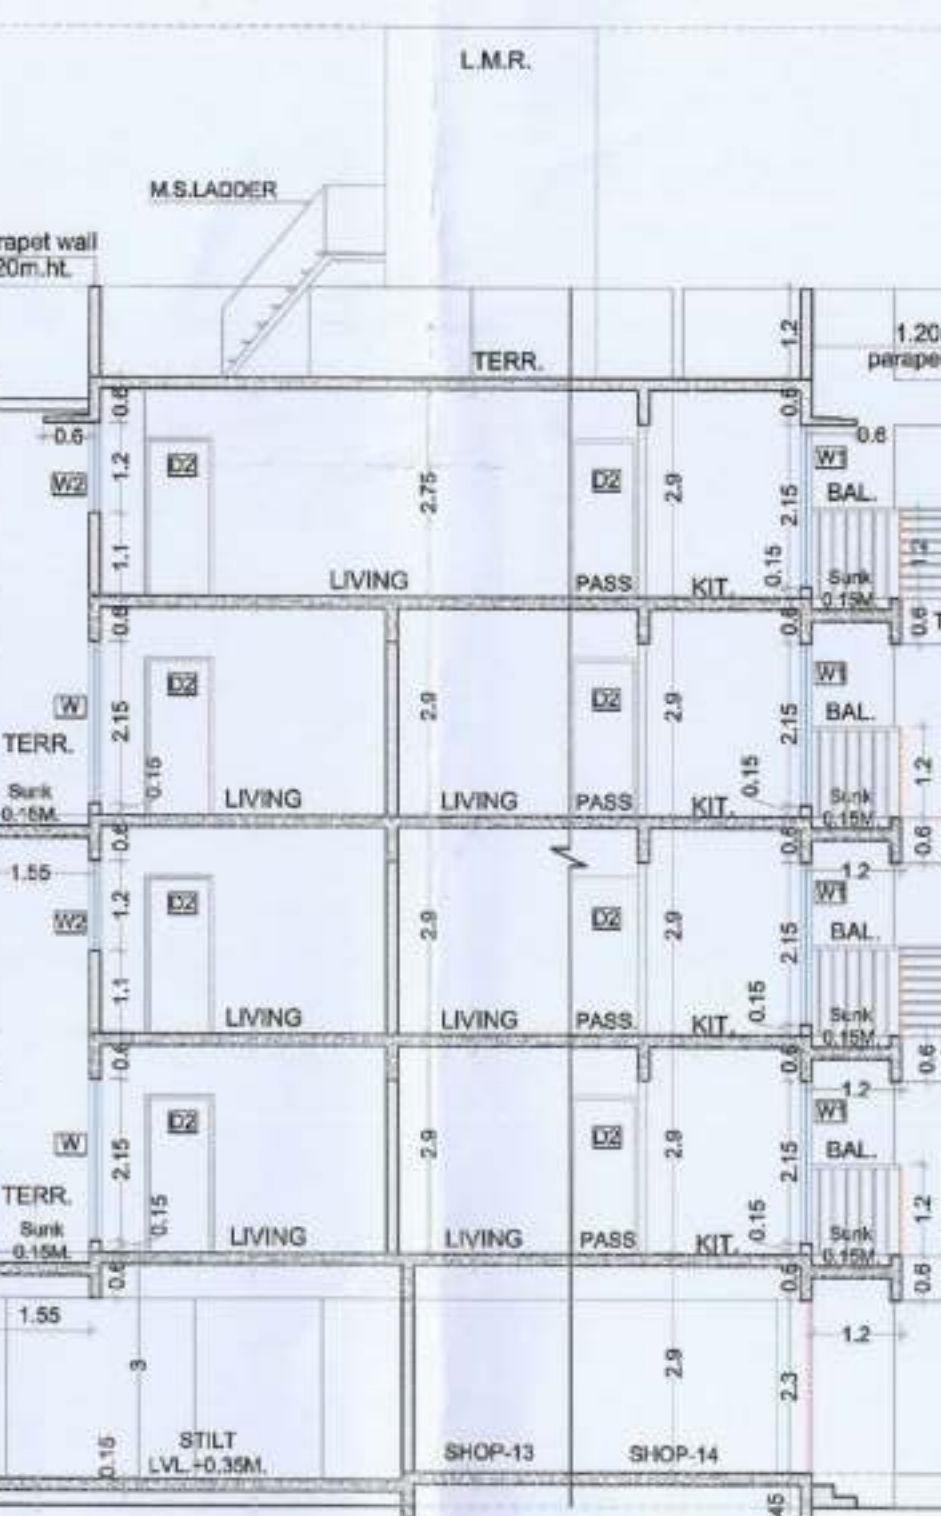 L.M.R.
M.S.LADDER
rapet wall
20m.ht.
1.2
1.20
TERR.
parape
0.6
0.6
0.6
0.6
D2
1.2
W2
D2
2.75
2.9
2.15
W1
BAL.
1.1
0.15
1.2
LIVING
PASS
KIT.
Sunk
0.15M.
0.6
0.6
0.6
D2
D2
W1
W
2.15
2.9
2.9
2.15
BAL.
TERR.
0.15
0.15
1.2
Sunk
0.15M.
LIVING
LIVING
PASS
KIT.
Sunk
0.15M.
0.6
0.6
0.6
1.55
1.2
W2
1.2
D2
D2
W1
2.9
2.9
2.15
BAL.
1.1
0.15
LIVING
LIVING
PASS.
KIT.
Sunk
0.15M.
0.6
0.6
0.6
1.2
D2
D2
W1
W
2.15
2.9
2.9
2.15
BAL.
TERR.
0.15
0.15
1.2
Sunk
0.15M.
LIVING
LIVING
PASS
KIT.
Sunk
0.15M.
0.6
0.6
0.6
1.55
1.2
3
2.9
2.3
STILT
LVL.+0.35M.
0.15
SHOP-13
SHOP-14
45